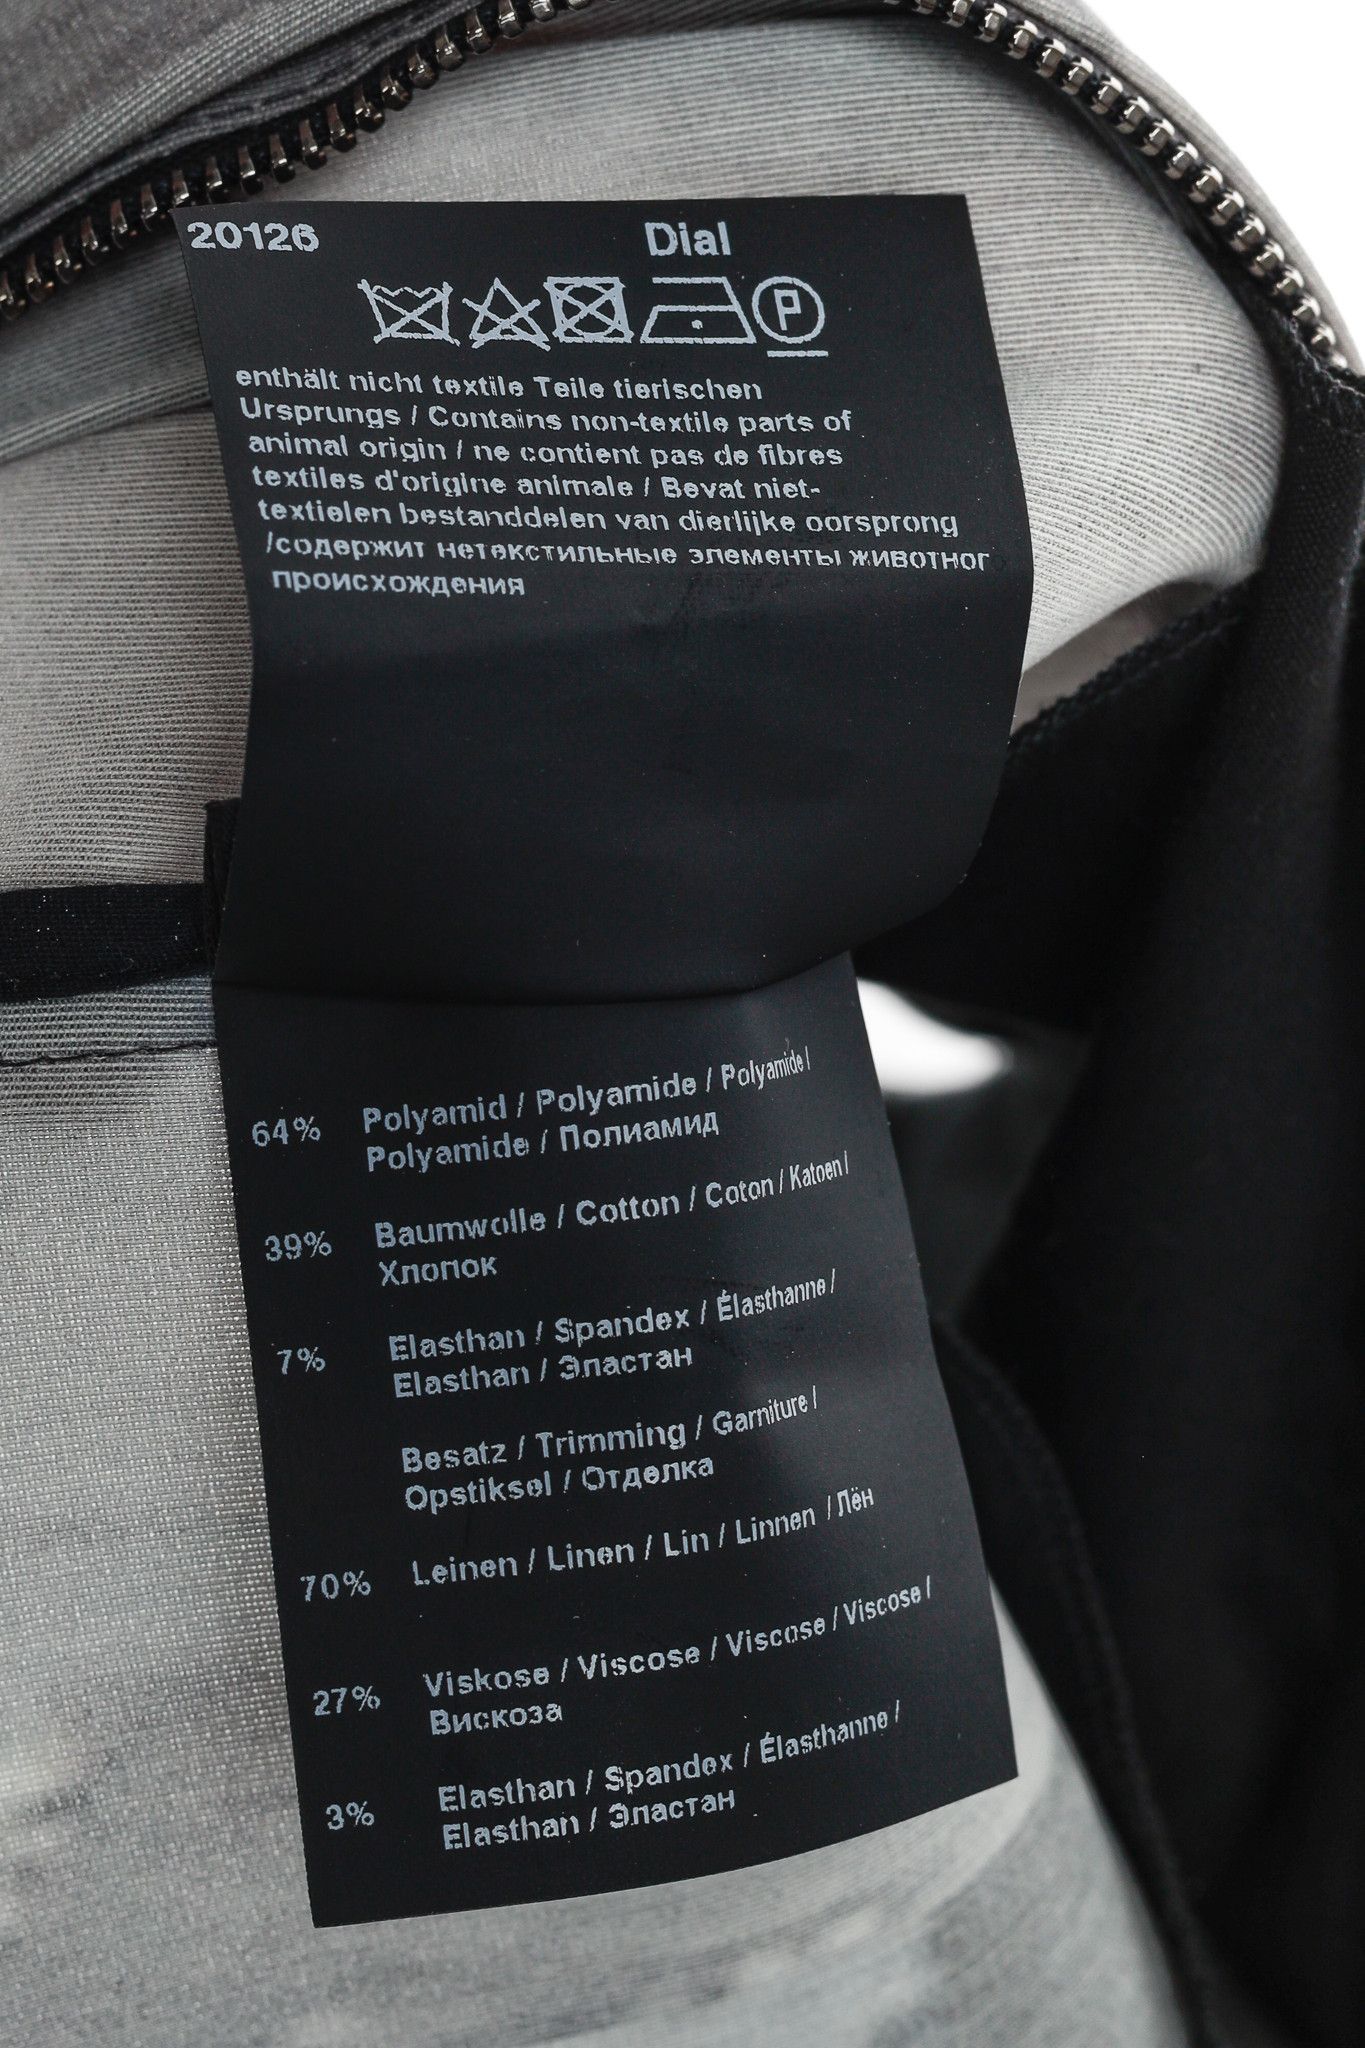 20126 Dial
P
enthält nicht textile Teile tierischen
Ursprungs / Contains non-textile parts of
animal origin / ne contient pas de fibres
textiles d'origine animale / Bevat niet-
textielen bestanddelen van dierlijke oorsprong
/содержит нетекстильные элементы животног
происхождения
64% Polyamid / Polyamide / Polyamide /
Polyamide / Полиамид
39% Baumwolle / Cotton / Coton / Katoen /
Хлопок
7% Elasthan / Spandex / Élasthanne /
Elasthan / Эластан
Besatz / Trimming / Garniture /
Opstiksel / Отделка
70% Leinen / Linen / Lin / Linnen / Лён
27% Viskose / Viscose / Viscose / Viscose /
Вискоза
3% Elasthan / Spandex / Élasthanne /
Elasthan / Эластан